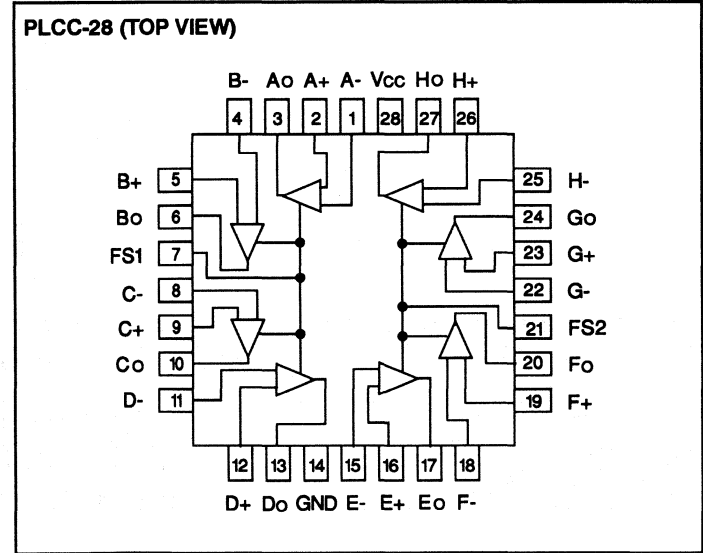 PLCC-28 (TOP VIEW)
B- Ao A+ A- Vcc Ho H+
4 3 2 1 28 27 26
B+ 5 25 H-
Bo 6 24 Go
FS1 7 23 G+
C- 8 22 G-
C+ 9 21 FS2
Co 10 20 Fo
D- 11 19 F+
12 13 14 15 16 17 18
D+ Do GND E- E+ Eo F-